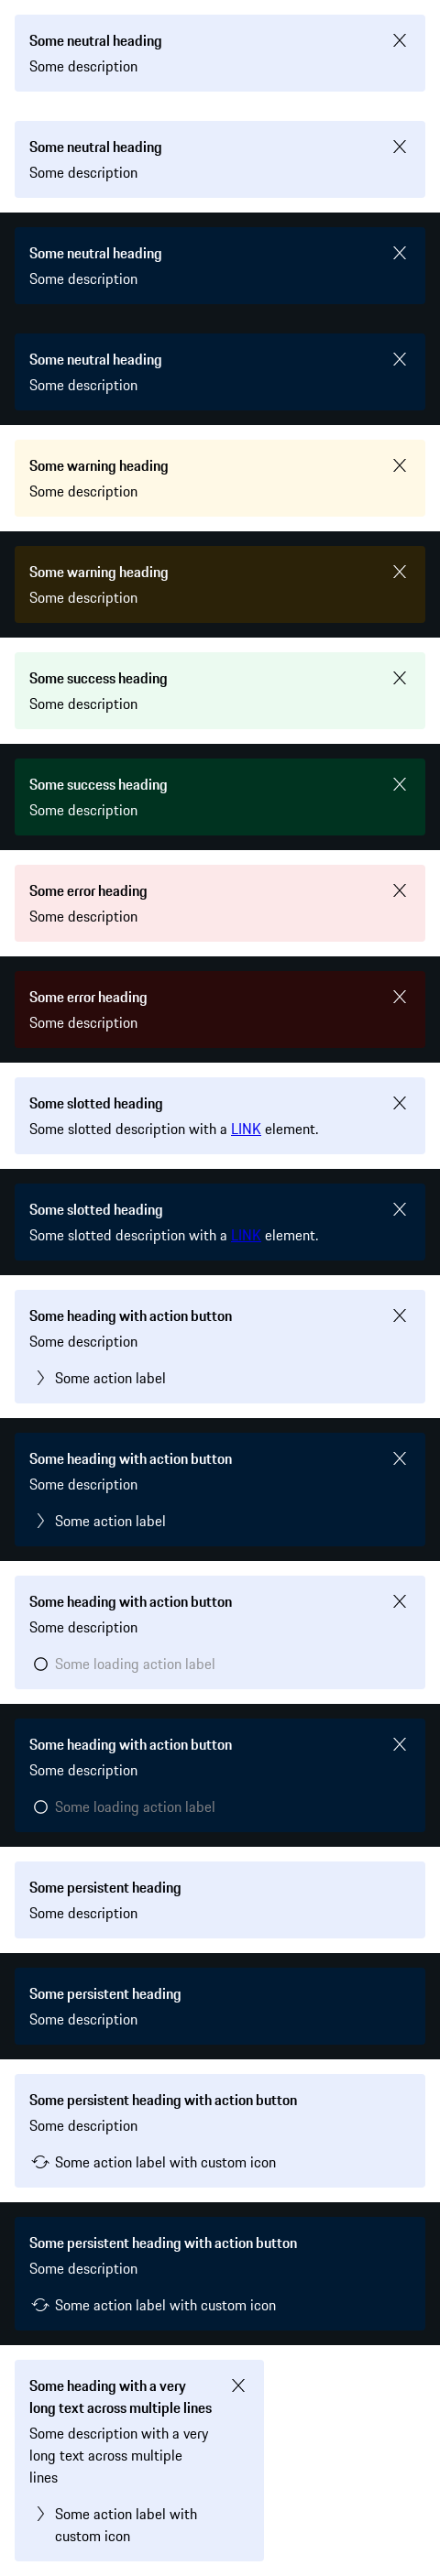 Some neutral heading
Some description
Some neutral heading
Some description
Some neutral heading
Some description
Some neutral heading
Some description
Some warning heading
Some description
Some warning heading
Some description
Some success heading
Some description
Some success heading
Some description
Some error heading
Some description
Some error heading
Some description
Some slotted heading
Some slotted description with a LINK element.
Some slotted heading
Some slotted description with a LINK element.
Some heading with action button
Some description
Some action label
Some heading with action button
Some description
Some action label
Some heading with action button
Some description
Some loading action label
Some heading with action button
Some description
Some loading action label
Some persistent heading
Some description
Some persistent heading
Some description
Some persistent heading with action button
Some description
Some action label with custom icon
Some persistent heading with action button
Some description
Some action label with custom icon
Some heading with a very
long text across multiple lines
Some description with a very
long text across multiple
lines
Some action label with
custom icon